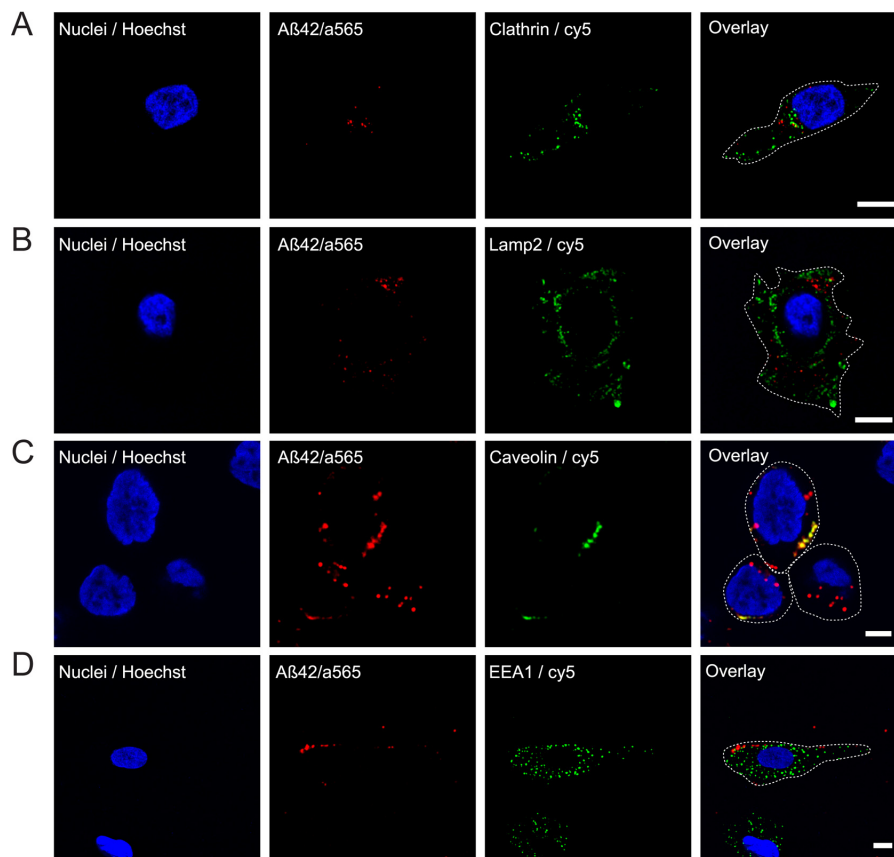 A
Nuclei / Hoechst
Aß42/a565
Clathrin / cy5
Overlay
B
Nuclei / Hoechst
Aß42/a565
Lamp2 / cy5
Overlay
C
Nuclei / Hoechst
Aß42/a565
Caveolin / cy5
Overlay
D
Nuclei / Hoechst
Aß42/a565
EEA1 / cy5
Overlay